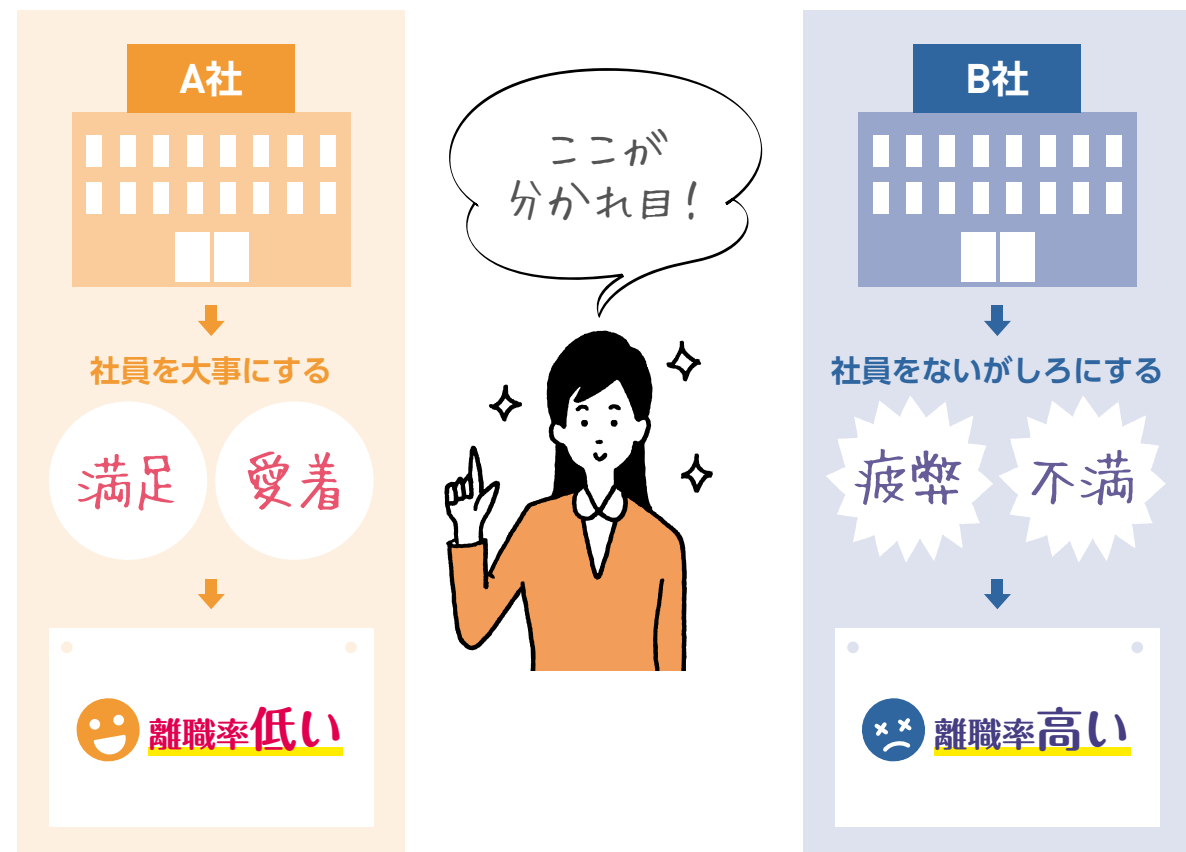 A社
社員を大事にする
満足
愛着
離職率低い
ここが
分かれ目!
B社
社員をないがしろにする
疲弊
不満
離職率高い